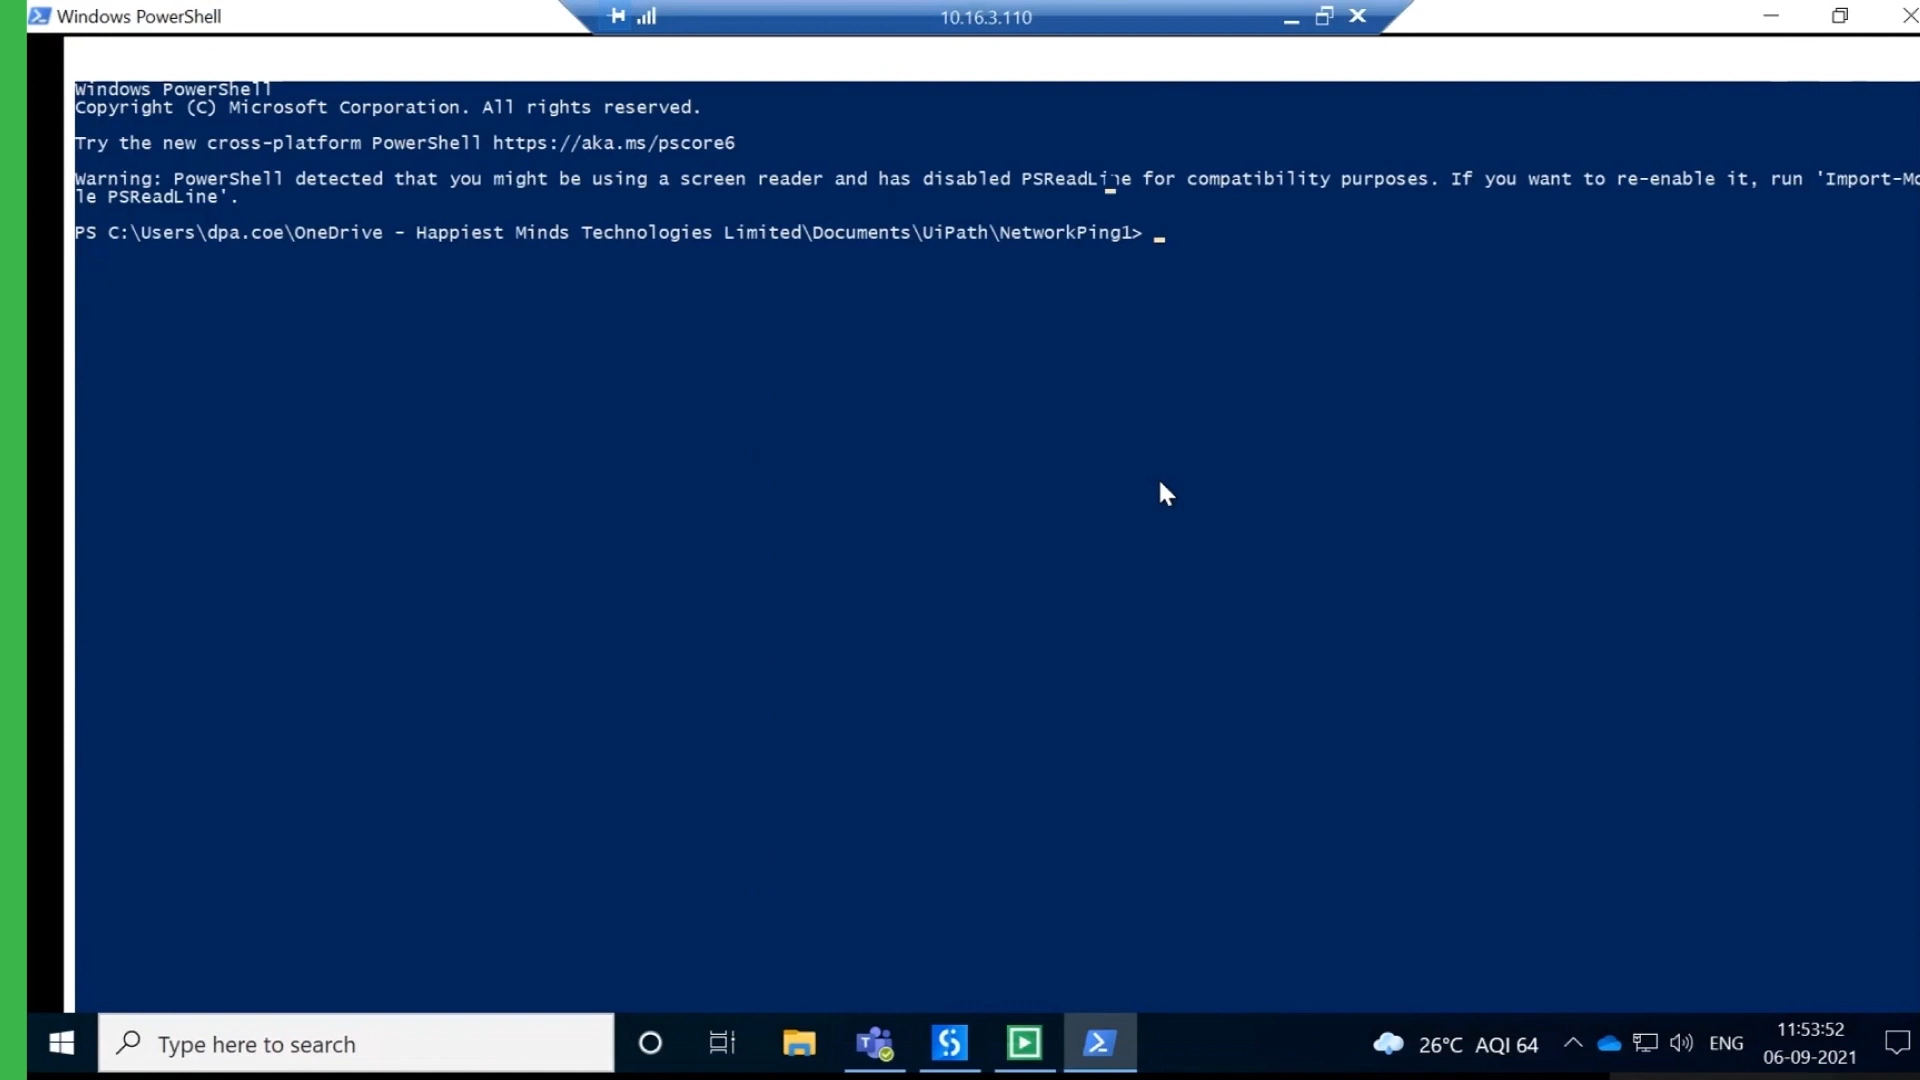 Windows PowerShell
10.16.3.110
Windows PowerShell
Copyright (C) Microsoft Corporation. All rights reserved.
Try the new cross-platform PowerShell https://aka.ms/pscore6
Warning: PowerShell detected that you might be using a screen reader and has disabled PSReadLine for compatibility purposes. If you want to re-enable it, run 'Import-Mo
le PSReadLine'.
PS C:\Users\dpa.coe\OneDrive - Happiest Minds Technologies Limited\Documents\UiPath\NetworkPing1>
Type here to search
26°C AQI 64
ENG
11:53:52
06-09-2021